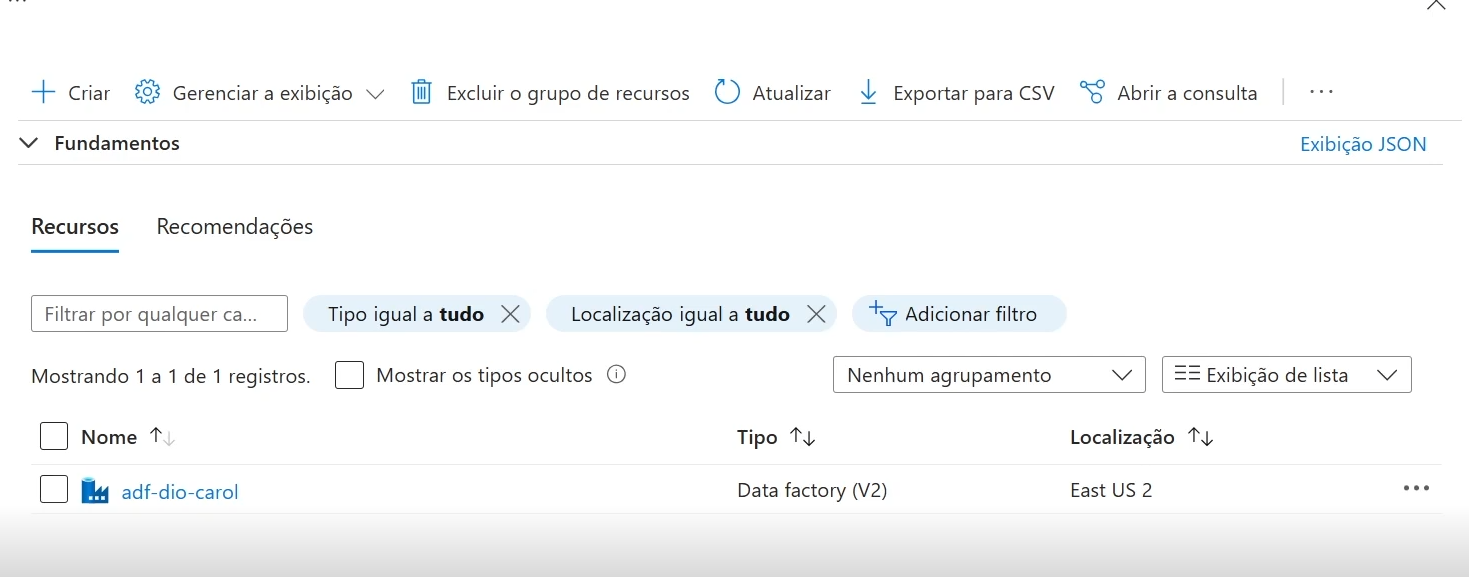 Criar Gerenciar a exibição Excluir o grupo de recursos Atualizar Exportar para CSV Abrir a consulta ...
Fundamentos Exibição JSON
Recursos Recomendações
Filtrar por qualquer ca... Tipo igual a tudo Localização igual a tudo Adicionar filtro
Mostrando 1 a 1 de 1 registros. Mostrar os tipos ocultos Nenhum agrupamento Exibição de lista
Nome Tipo Localização
adf-dio-carol Data factory (V2) East US 2 ...